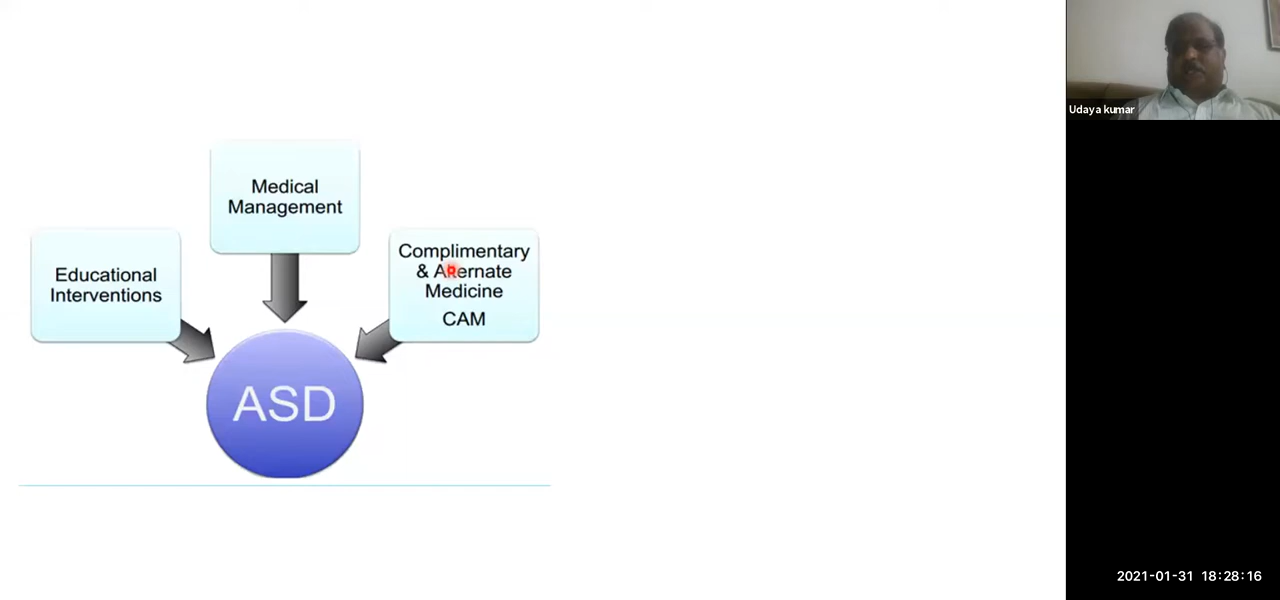 Medical
Management
Educational
Interventions
Complimentary
& Alternate
Medicine
CAM
ASD
Udaya kumar
2021-01-31 18:28:16